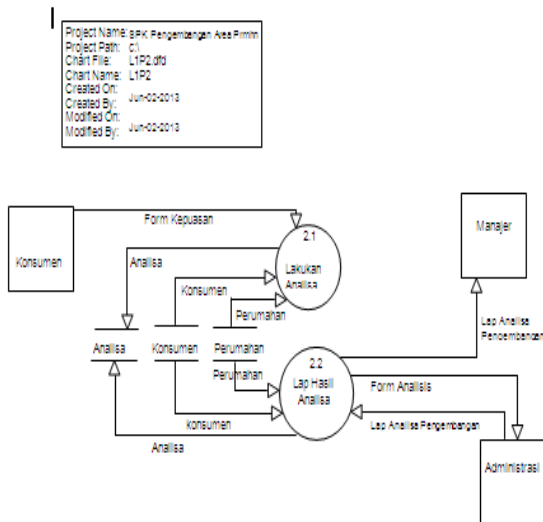 Project Name: SPK Pengembangan Area Prmhn
Project Path: c:\
Chart File: L1P2.dfd
Chart Name: L1P2
Created On:
Created By: Jun-02-2013
Modified On:
Modified By: Jun-02-2013
Form Kepuasan
Konsumen
2.1
Lakukan
Analisa
Manajer
Analisa
Konsumen
Perumahan
Lap Analisa
Pengembangan
Analisa
Konsumen
Perumahan
Perumahan
2.2
Lap Hasil
Analisa
Form Analisis
konsumen
Lap Analisa Pengembangan
Analisa
Administrasi